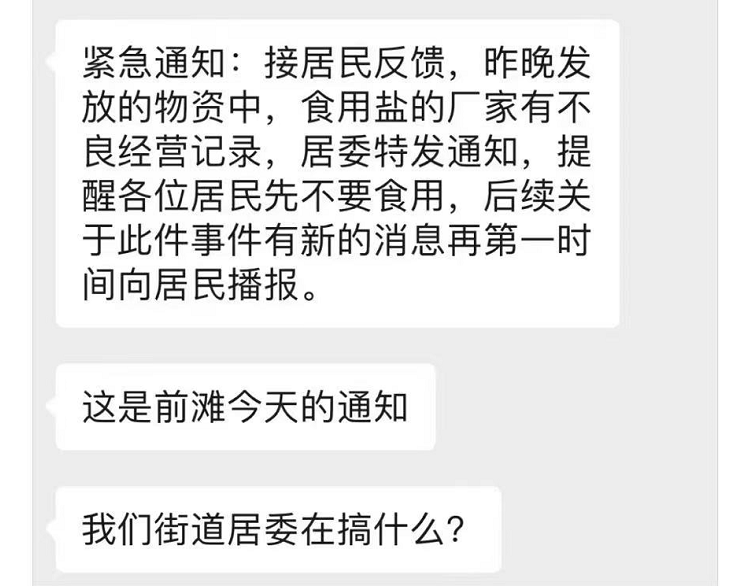 紧急通知：接居民反馈，昨晚发
放的物资中，食用盐的厂家有不
良经营记录，居委特发通知，提
醒各位居民先不要食用，后续关
于此件事件有新的消息再第一时
间向居民播报。
这是前滩今天的通知
我们街道居委在搞什么？